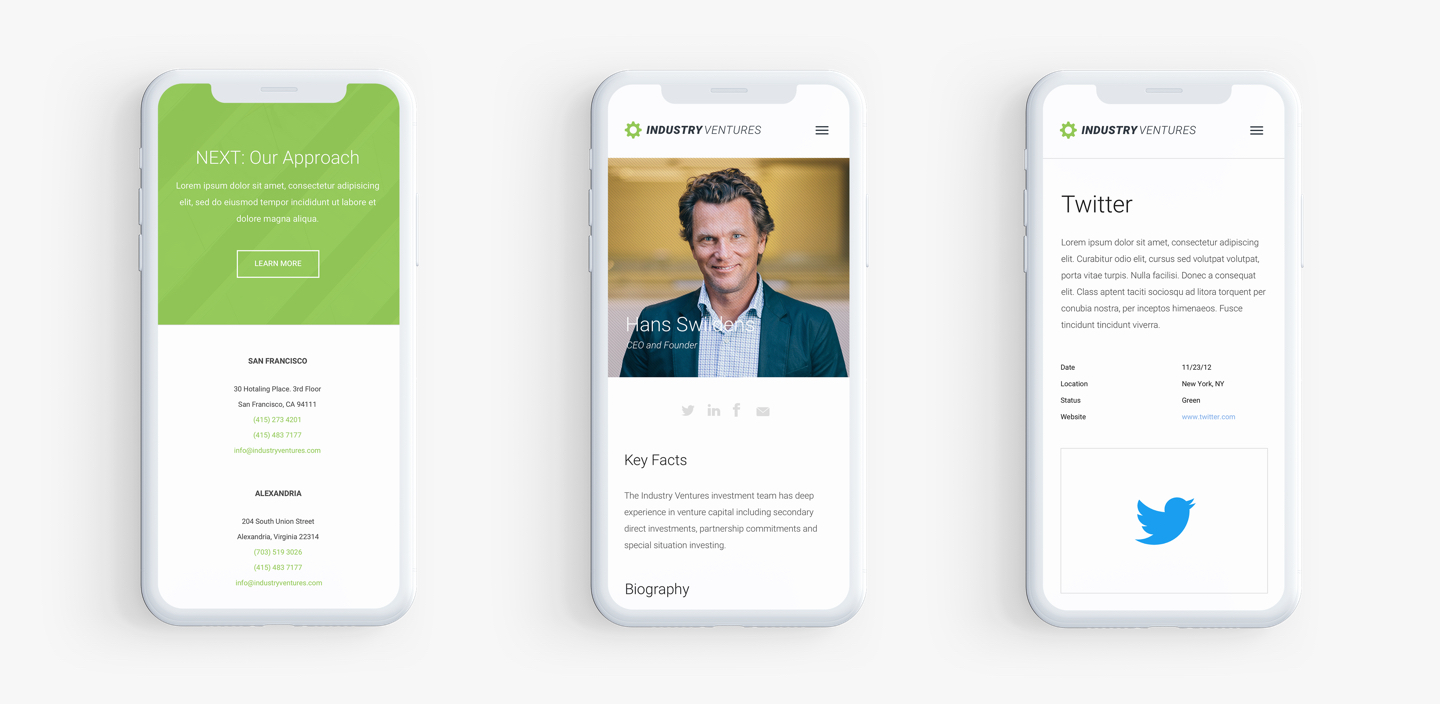 NEXT: Our Approach
Lorem ipsum dolor sit amet, consectetur adipisicing
elit, sed do eiusmod tempor incididunt ut labore et
dolore magna aliqua.
LEARN MORE
SAN FRANCISCO
30 Hotaling Place. 3rd Floor
San Francisco, CA 94111
(415) 273 4201
(415) 483 7177
info@industryventures.com
ALEXANDRIA
204 South Union Street
Alexandria, Virginia 22314
(703) 519 3026
(415) 483 7177
info@industryventures.com
INDUSTRY VENTURES
Hans Swildens
CEO and Founder
Key Facts
The Industry Ventures investment team has deep
experience in venture capital including secondary
direct investments, partnership commitments and
special situation investing.
Biography
INDUSTRY VENTURES
Twitter
Lorem ipsum dolor sit amet, consectetur adipiscing
elit. Curabitur odio elit, cursus sed volutpat volutpat,
porta vitae turpis. Nulla facilisi. Donec a consequat
elit. Class aptent taciti sociosqu ad litora torquent per
conubia nostra, per inceptos himenaeos. Fusce
tincidunt tincidunt viverra.
Date 11/23/12
Location New York, NY
Status Green
Website www.twitter.com